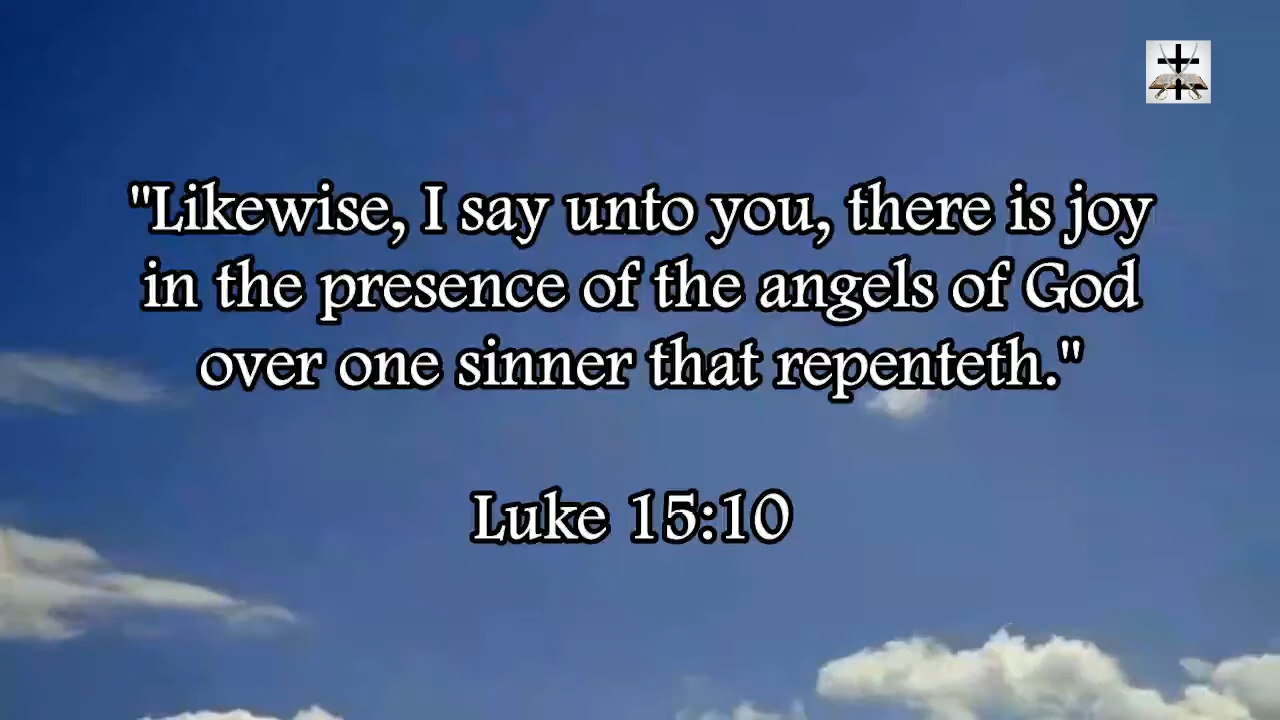 "Likewise, I say unto you, there is joy
in the presence of the angels of God
over one sinner that repenteth."
Luke 15:10